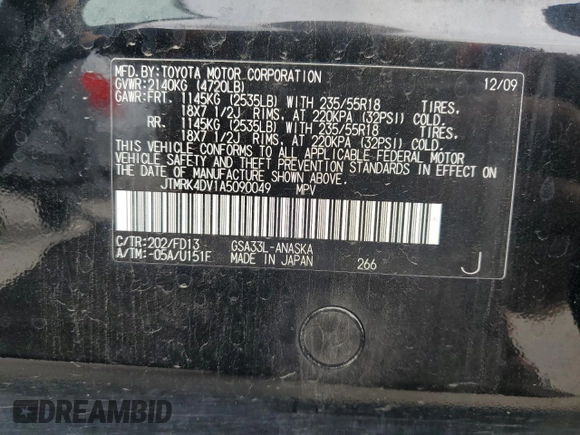 MFD.BY:TOYOTA MOTOR CORPORATION 12/09
GVWR:2140KG (4720LB)
GAWR:FRT. 1145KG (2535LB) WITH 235/55R18 TIRES,
18X7 1/2J RIMS, AT 220KPA (32PSI) COLD.
RR. 1145KG (2535LB) WITH 235/55R18 TIRES,
18X7 1/2J RIMS, AT 220KPA (32PSI) COLD.
THIS VEHICLE CONFORMS TO ALL APPLICABLE FEDERAL MOTOR
VEHICLE SAFETY AND THEFT PREVENTION STANDARDS IN EFFECT ON
THE DATE OF MANUFACTURE SHOWN ABOVE.
JTMRK4DV1A5090049 MPV
C/TR:202/FD13 GSA33L-ANASKA
A/TM:-05A/U151F MADE IN JAPAN 266 J
DREAMBID